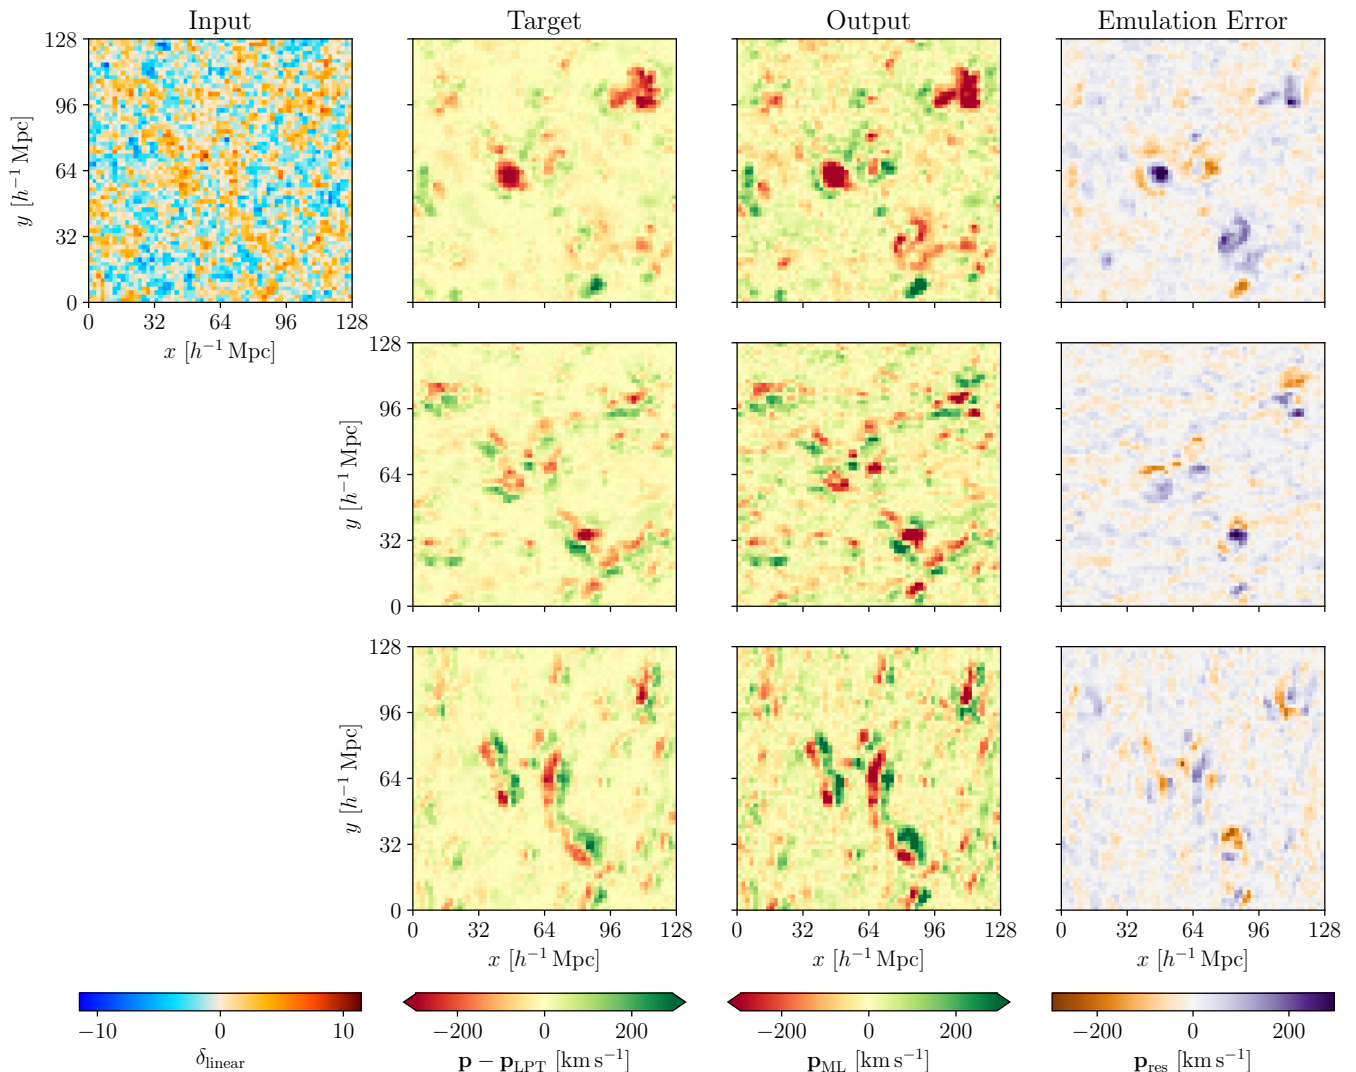 Input Target Output Emulation Error
128
96
64
32
0
y [h⁻¹ Mpc]
0 32 64 96 128
x [h⁻¹ Mpc]
128
96
64
32
0
y [h⁻¹ Mpc]
128
96
64
32
0
y [h⁻¹ Mpc]
0 32 64 96 128 0 32 64 96 128 0 32 64 96 128
x [h⁻¹ Mpc] x [h⁻¹ Mpc] x [h⁻¹ Mpc]
−10 0 10 −200 0 200 −200 0 200 −200 0 200
δlinear p − pLPT [km s⁻¹] pML [km s⁻¹] pres [km s⁻¹]